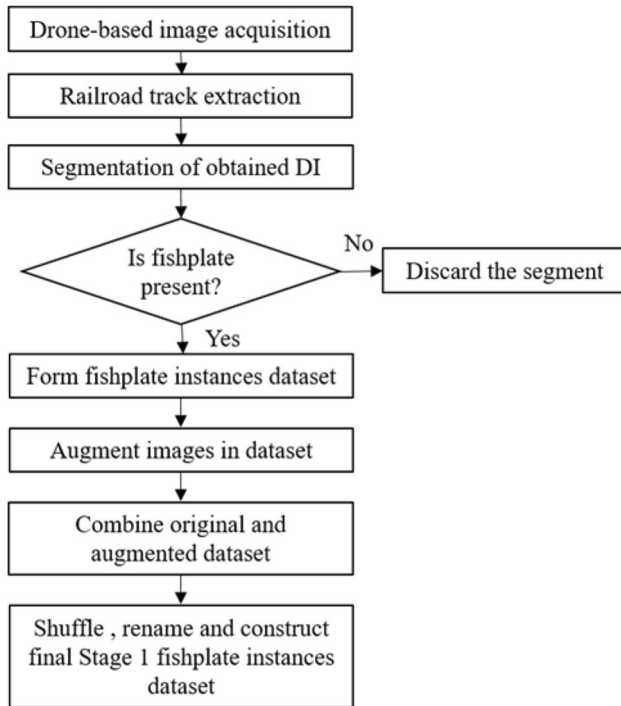 Drone-based image acquisition
Railroad track extraction
Segmentation of obtained DI
Is fishplate
present?
No
Discard the segment
Yes
Form fishplate instances dataset
Augment images in dataset
Combine original and
augmented dataset
Shuffle , rename and construct
final Stage 1 fishplate instances
dataset